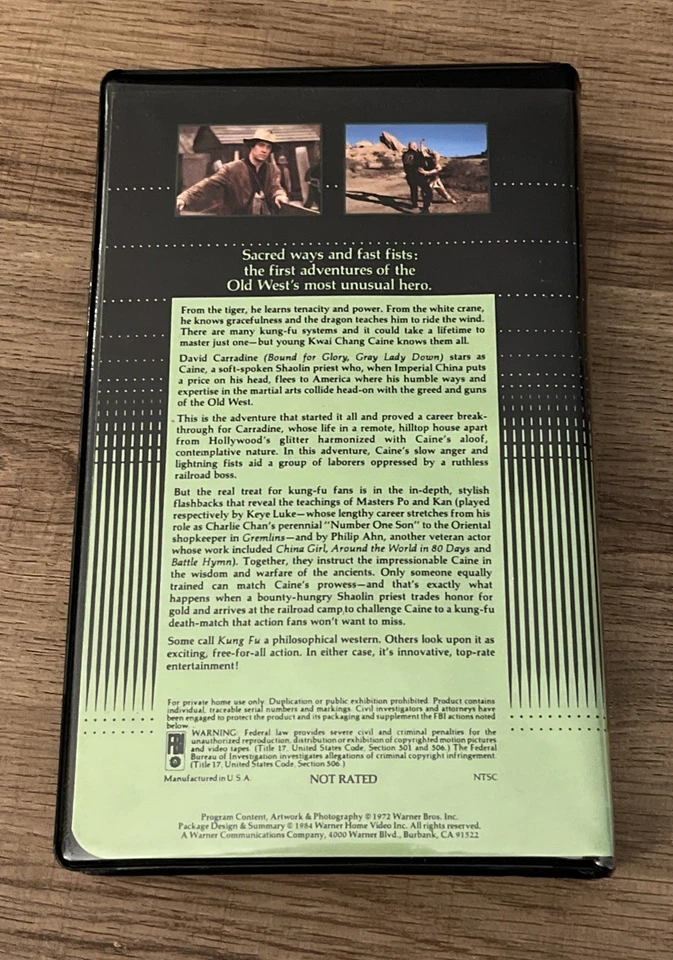 Sacred ways and fast fists:
the first adventures of the
Old West's most unusual hero.
From the tiger, he learns tenacity and power. From the white crane,
he knows gracefulness and the dragon teaches him to ride the wind.
There are many kung-fu systems and it could take a lifetime to
master just one—but young Kwai Chang Caine knows them all.
David Carradine (Bound for Glory, Gray Lady Down) stars as
Caine, a soft-spoken Shaolin priest who, when Imperial China puts
a price on his head, flees to America where his humble ways and
expertise in the martial arts collide head-on with the greed and guns
of the Old West.
This is the adventure that started it all and proved a career break-
through for Carradine, whose life in a remote, hilltop house apart
from Hollywood's glitter harmonized with Caine's aloof,
contemplative nature. In this adventure, Caine's slow anger and
lightning fists aid a group of laborers oppressed by a ruthless
railroad boss.
But the real treat for kung-fu fans is in the in-depth, stylish
flashbacks that reveal the teachings of Masters Po and Kan (played
respectively by Keye Luke—whose lengthy career stretches from his
role as Charlie Chan's perennial "Number One Son" to the Oriental
shopkeeper in Gremlins—and by Philip Ahn, another veteran actor
whose work included China Girl, Around the World in 80 Days and
Battle Hymn). Together, they instruct the impressionable Caine in
the wisdom and warfare of the ancients. Only someone equally
trained can match Caine's prowess—and that's exactly what
happens when a bounty-hungry Shaolin priest trades honor for
gold and arrives at the railroad camp to challenge Caine to a kung-fu
death-match that action fans won't want to miss.
Some call Kung Fu a philosophical western. Others look upon it as
exciting, free-for-all action. In either case, it's innovative, top-rate
entertainment!
For private home use only. Duplication or public exhibition prohibited. Product contains
individual, traceable serial numbers and markings. Civil investigators and attorneys have
been engaged to protect the product and its packaging and supplement the FBI actions noted
below.
FBI
WARNING: Federal law provides severe civil and criminal penalties for the
unauthorized reproduction, distribution or exhibition of copyrighted motion pictures
and video tapes. (Title 17, United States Code, Section 501 and 506.) The Federal
Bureau of Investigation investigates allegations of criminal copyright infringement.
(Title 17, United States Code, Section 506.)
Manufactured in U.S.A. NOT RATED NTSC
Program Content, Artwork & Photography © 1972 Warner Bros. Inc.
Package Design & Summary © 1984 Warner Home Video Inc. All rights reserved.
A Warner Communications Company, 4000 Warner Blvd., Burbank, CA 91522